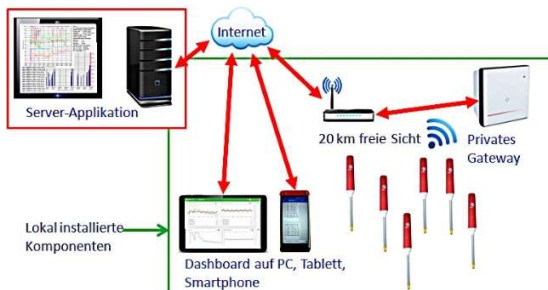 Internet
Server-Applikation
20 km freie Sicht
Privates
Gateway
Lokal installierte
Komponenten
Dashboard auf PC, Tablett,
Smartphone